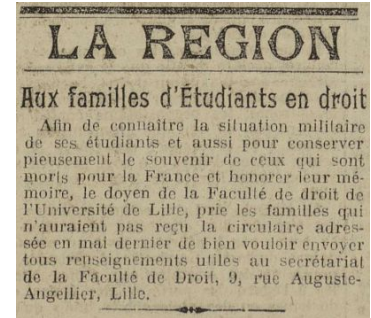 LA REGION
Aux familles d'Étudiants en droit
Afin de connaître la situation militaire
de ses étudiants et aussi pour conserver
pieusement le souvenir de ceux qui sont
morts pour la France et honorer leur mé-
moire, le doyen de la Faculté de droit de
l'Université de Lille, prie les familles qui
n'auraient pas reçu la circulaire adres-
sée en mai dernier de bien vouloir envoyer
tous renseignements utiles au secrétariat
de la Faculté de Droit, 9, rue Auguste-
Angellier, Lille.